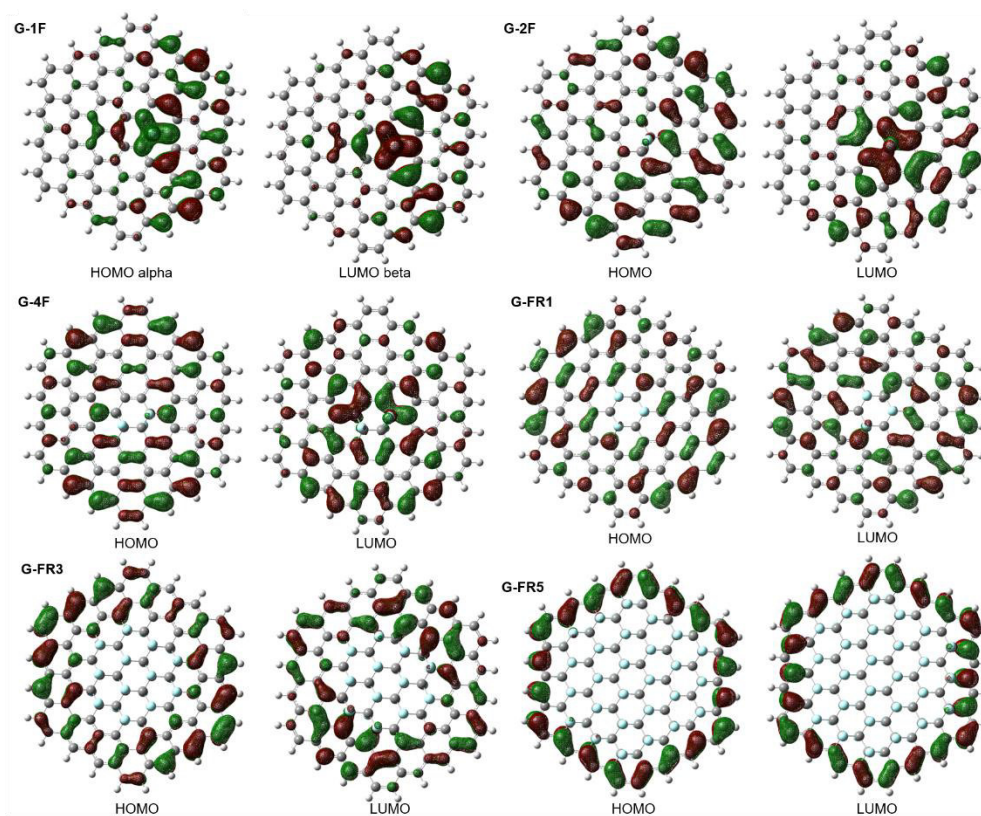 G-1F
G-2F
HOMO alpha
LUMO beta
HOMO
LUMO
G-4F
G-FR1
HOMO
LUMO
HOMO
LUMO
G-FR3
G-FR5
HOMO
LUMO
HOMO
LUMO